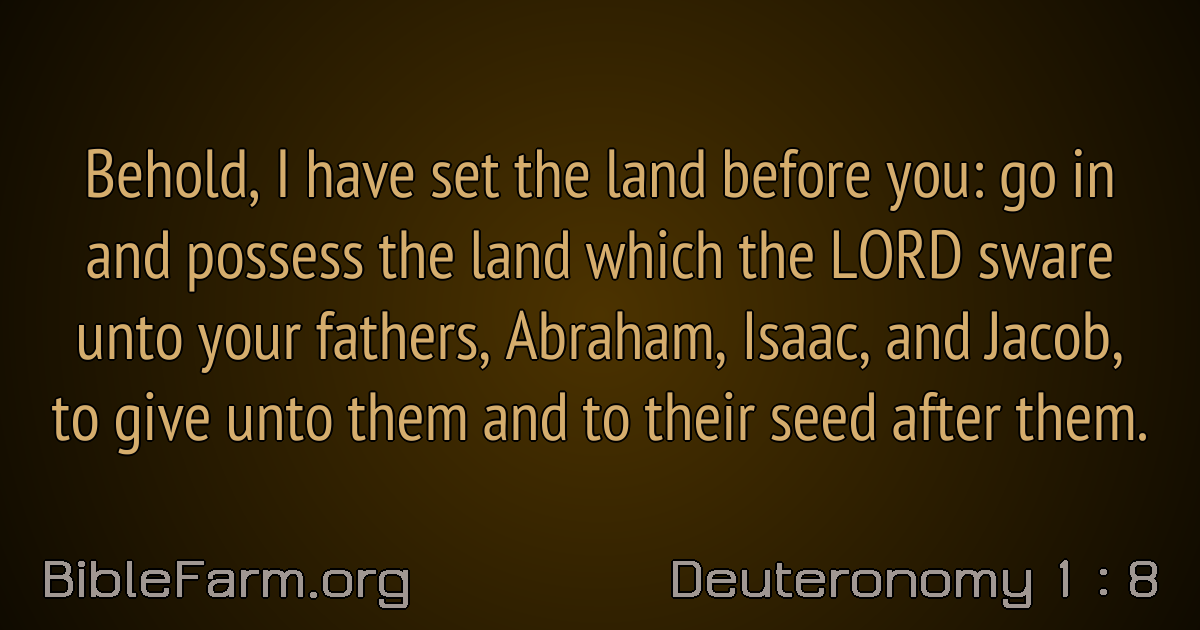 Behold, I have set the land before you: go in
and possess the land which the LORD sware
unto your fathers, Abraham, Isaac, and Jacob,
to give unto them and to their seed after them.
BibleFarm.org
Deuteronomy 1 : 8